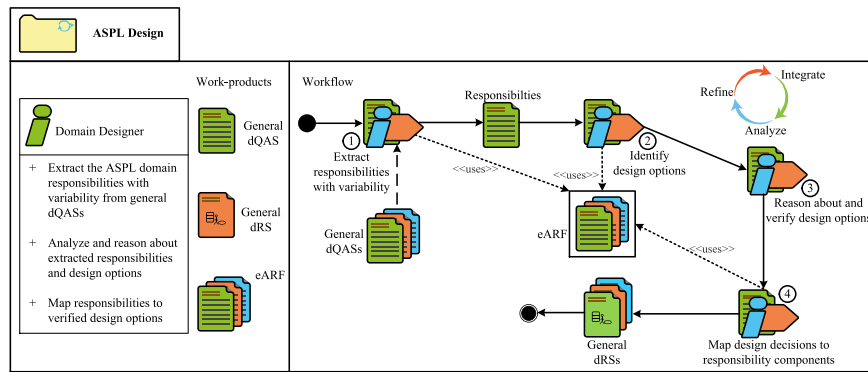 ASPL Design
Work-products
Domain Designer
+ Extract the ASPL domain
responsibilities with
variability from general
dQASs
+ Analyze and reason about
extracted responsibilities
and design options
+ Map responsibilities to
verified design options
General
dQAS
General
dRS
eARF
Workflow
Responsibilties
1
Extract
responsibilities
with variability
General
dQASs
<<uses>>
2
Identify
design options
<<uses>>
eARF
Integrate
Refine
Analyze
3
Reason about and
verify design options
<<uses>>
4
Map design decisions to
responsibility components
General
dRSs